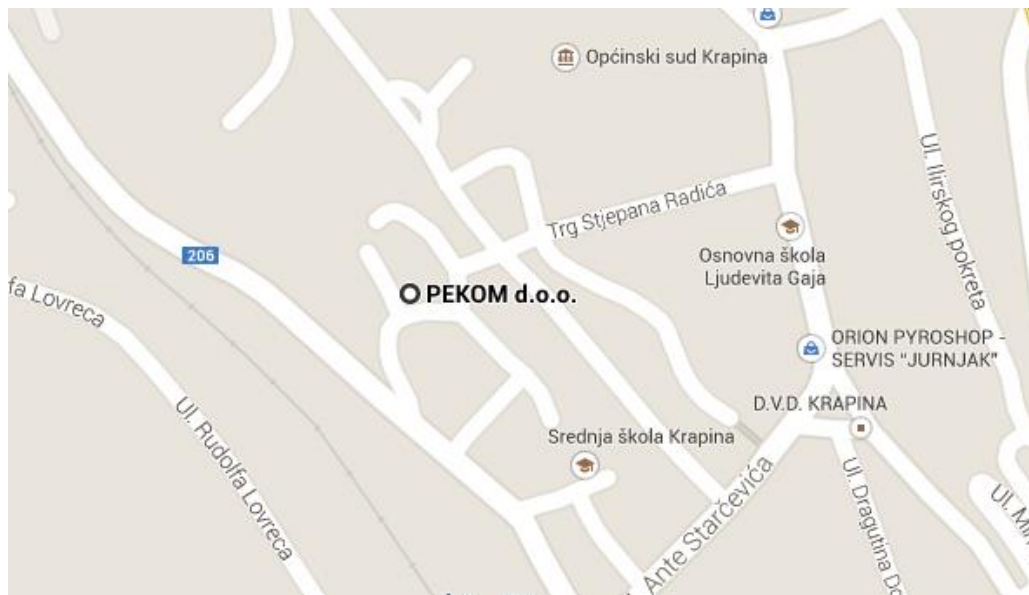 Općinski sud Krapina
Ul. Ilirskog pokreta
Trg Stjepana Radića
206
Osnovna škola
Ljudevita Gaja
fa Lovreca
PEKOM d.o.o.
ORION PYROSHOP -
SERVIS "JURNJAK"
D.V.D. KRAPINA
Ul. Rudolfa Lovreca
Srednja škola Krapina
Ante Starčevića
Ul. Dragutina Do
Ul. Mi